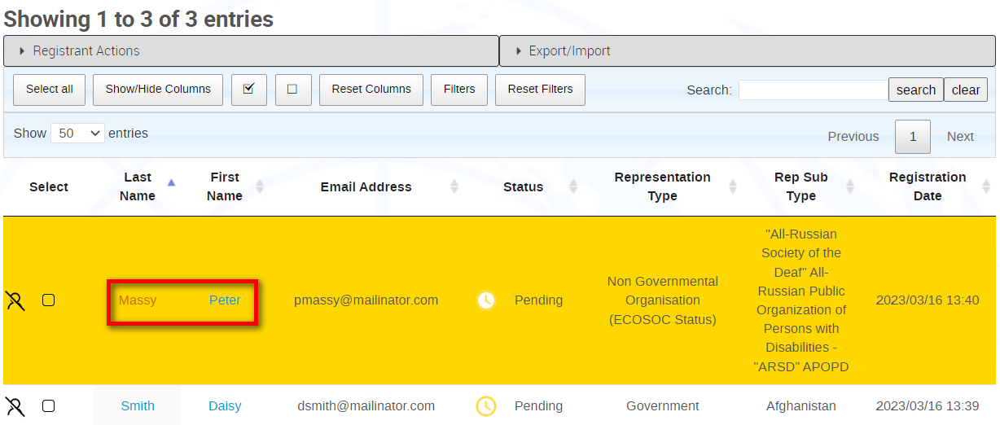 Showing 1 to 3 of 3 entries
Registrant Actions
Export/Import
Select all
Show/Hide Columns
Reset Columns
Filters
Reset Filters
Search:
search
clear
Show 50 entries
Previous
1
Next
Select
Last
Name
First
Name
Email Address
Status
Representation
Type
Rep Sub
Type
Registration
Date
Massy
Peter
pmassy@mailinator.com
Pending
Non Governmental
Organisation
(ECOSOC Status)
"All-Russian
Society of the
Deaf" All-
Russian Public
Organization of
Persons with
Disabilities -
"ARSD" APOPD
2023/03/16 13:40
Smith
Daisy
dsmith@mailinator.com
Pending
Government
Afghanistan
2023/03/16 13:39